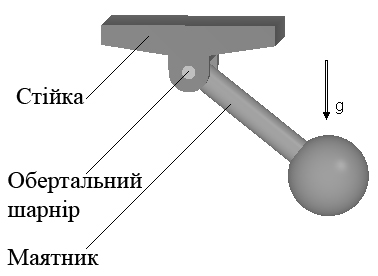 Стійка
g
Обертальний
шарнір
Маятник